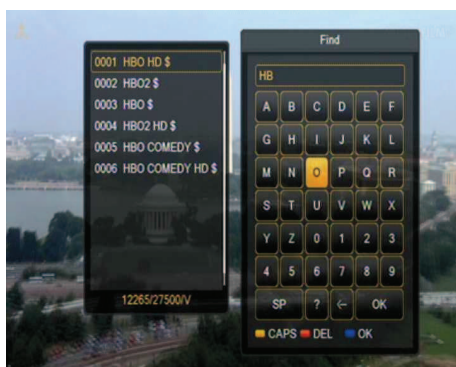 0001 HBO HD $
0002 HBO2 $
0003 HBO $
0004 HBO2 HD $
0005 HBO COMEDY $
0006 HBO COMEDY HD $
12265/27500/V
Find
HB
A B C D E F
G H I J K L
M N O P Q R
S T U V W X
Y Z 0 1 2 3
4 5 6 7 8 9
SP ? ← OK
CAPS DEL OK